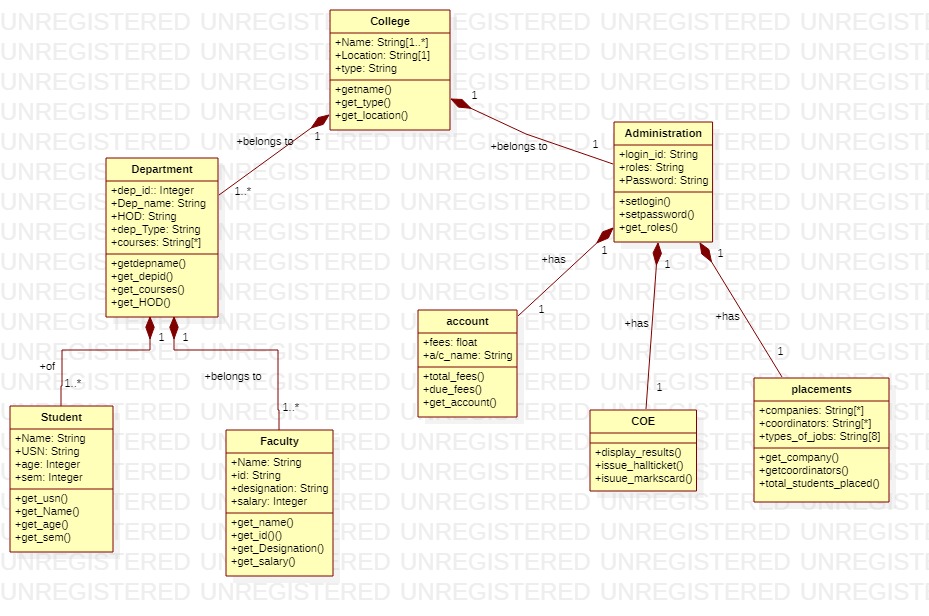 College
+Name: String[1..*]
+Location: String[1]
+type: String
+getname()
+get_type()
+get_location()
1
+belongs to
1
1
+belongs to
1..*
Administration
+login_id: String
+roles: String
+Password: String
+setlogin()
+setpassword()
+get_roles()
Department
+dep_id:: Integer
+Dep_name: String
+HOD: String
+dep_Type: String
+courses: String[*]
+getdepname()
+get_depid()
+get_courses()
+get_HOD()
1
+has
1
1
+has
1
1
+has
1
account
+fees: float
+a/c_name: String
+total_fees()
+due_fees()
+get_account()
1
+of
1..*
1
+belongs to
1..*
COE
+display_results()
+issue_hallticket()
+isuue_markscard()
placements
+companies: String[*]
+coordinators: String[*]
+types_of_jobs: String[8]
+get_company()
+getcoordinators()
+total_students_placed()
Student
+Name: String
+USN: String
+age: Integer
+sem: Integer
+get_usn()
+get_Name()
+get_age()
+get_sem()
Faculty
+Name: String
+id: String
+designation: String
+salary: Integer
+get_name()
+get_id()()
+get_Designation()
+get_salary()
UNREGISTERED